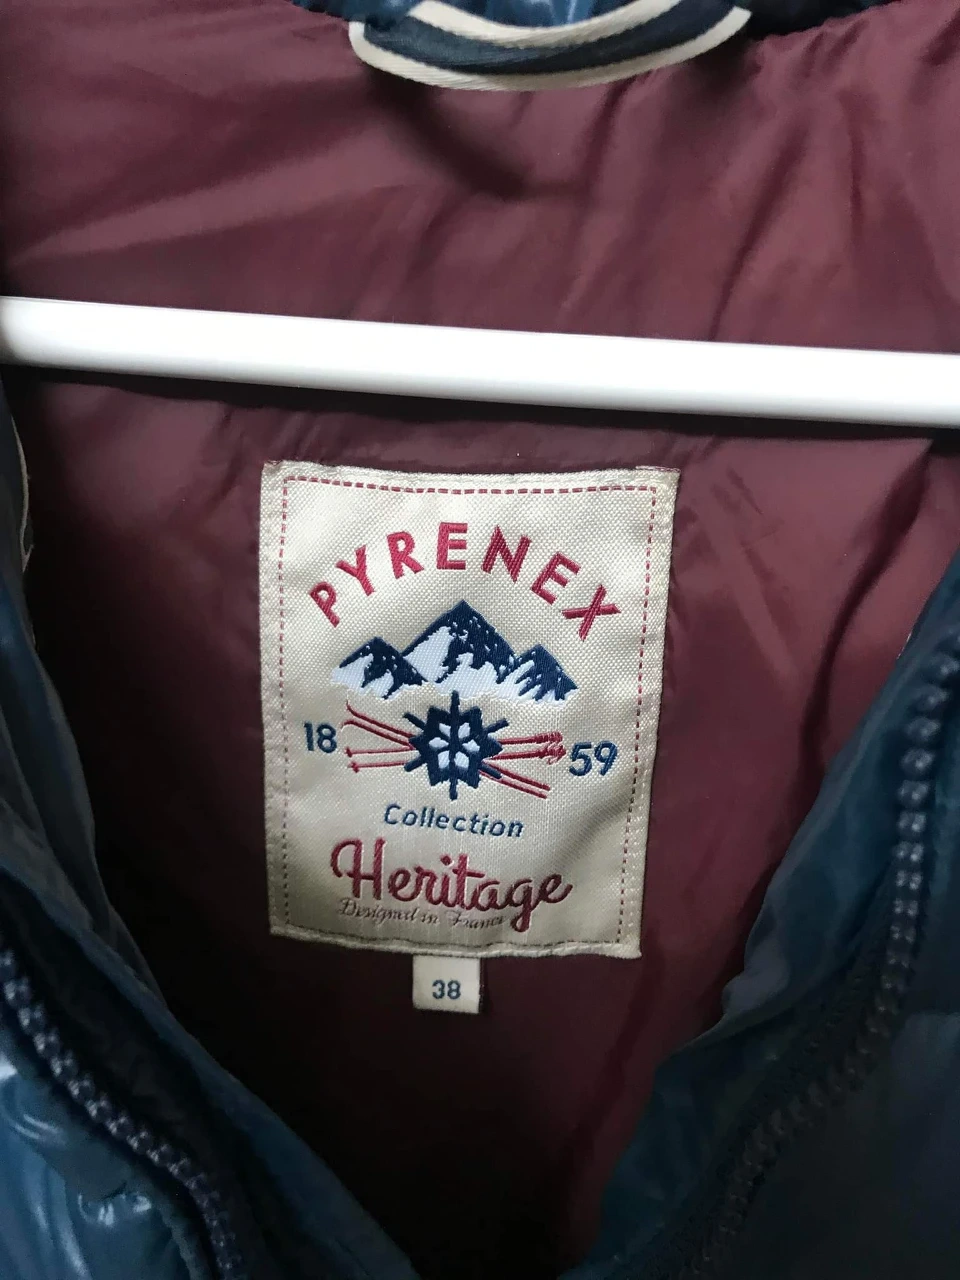 PYRENEX
18 59
Collection
Heritage
Designed in France
38